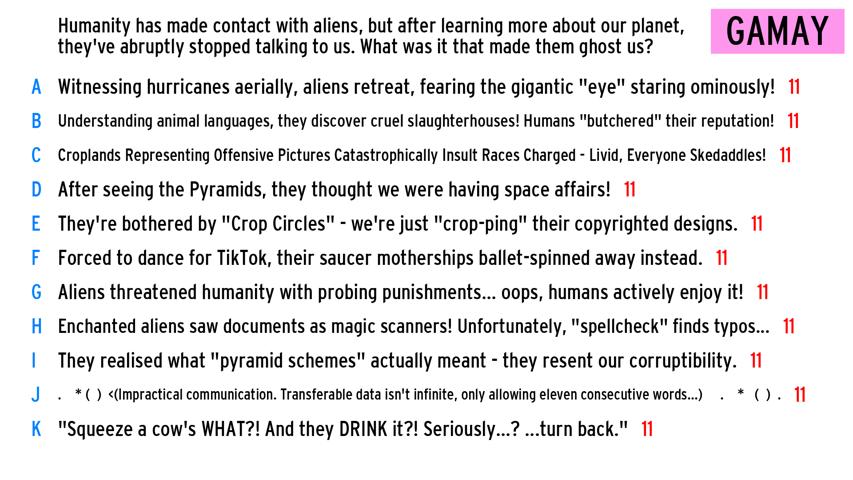 Humanity has made contact with aliens, but after learning more about our planet,
they've abruptly stopped talking to us. What was it that made them ghost us?
GAMAY
A Witnessing hurricanes aerially, aliens retreat, fearing the gigantic "eye" staring ominously! 11
B Understanding animal languages, they discover cruel slaughterhouses! Humans "butchered" their reputation! 11
C Croplands Representing Offensive Pictures Catastrophically Insult Races Charged - Livid, Everyone Skedaddles! 11
D After seeing the Pyramids, they thought we were having space affairs! 11
E They're bothered by "Crop Circles" - we're just "crop-ping" their copyrighted designs. 11
F Forced to dance for TikTok, their saucer motherships ballet-spinned away instead. 11
G Aliens threatened humanity with probing punishments... oops, humans actively enjoy it! 11
H Enchanted aliens saw documents as magic scanners! Unfortunately, "spellcheck" finds typos... 11
I They realised what "pyramid schemes" actually meant - they resent our corruptibility. 11
J . * ( ) <(Impractical communication. Transferable data isn't infinite, only allowing eleven consecutive words...) . * ( ) . 11
K "Squeeze a cow's WHAT?! And they DRINK it?! Seriously...? ...turn back." 11